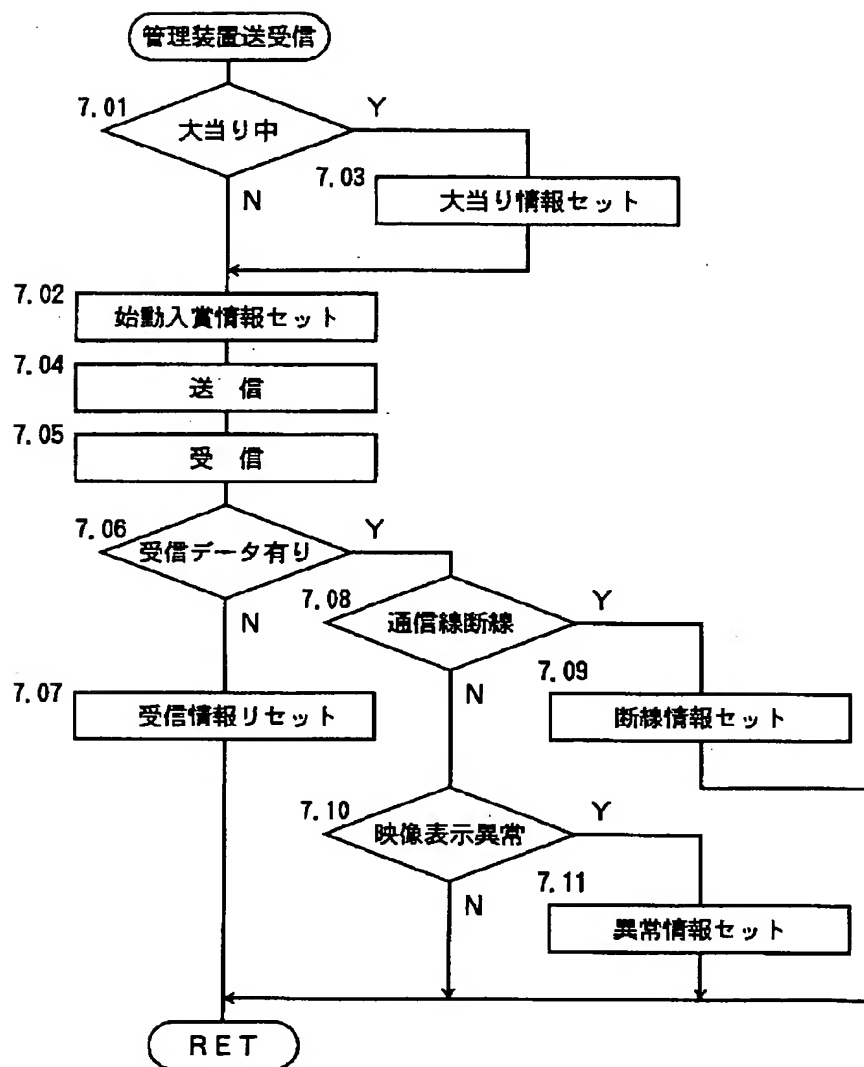 管理装置送受信
7.01
大当り中
Y
N
7.03
大当り情報セット
7.02
始動入賞情報セット
7.04
送 信
7.05
受 信
7.06
受信データ有り
Y
N
7.08
通信線断線
Y
N
7.07
受信情報リセット
7.09
断線情報セット
7.10
映像表示異常
Y
N
7.11
異常情報セット
RET